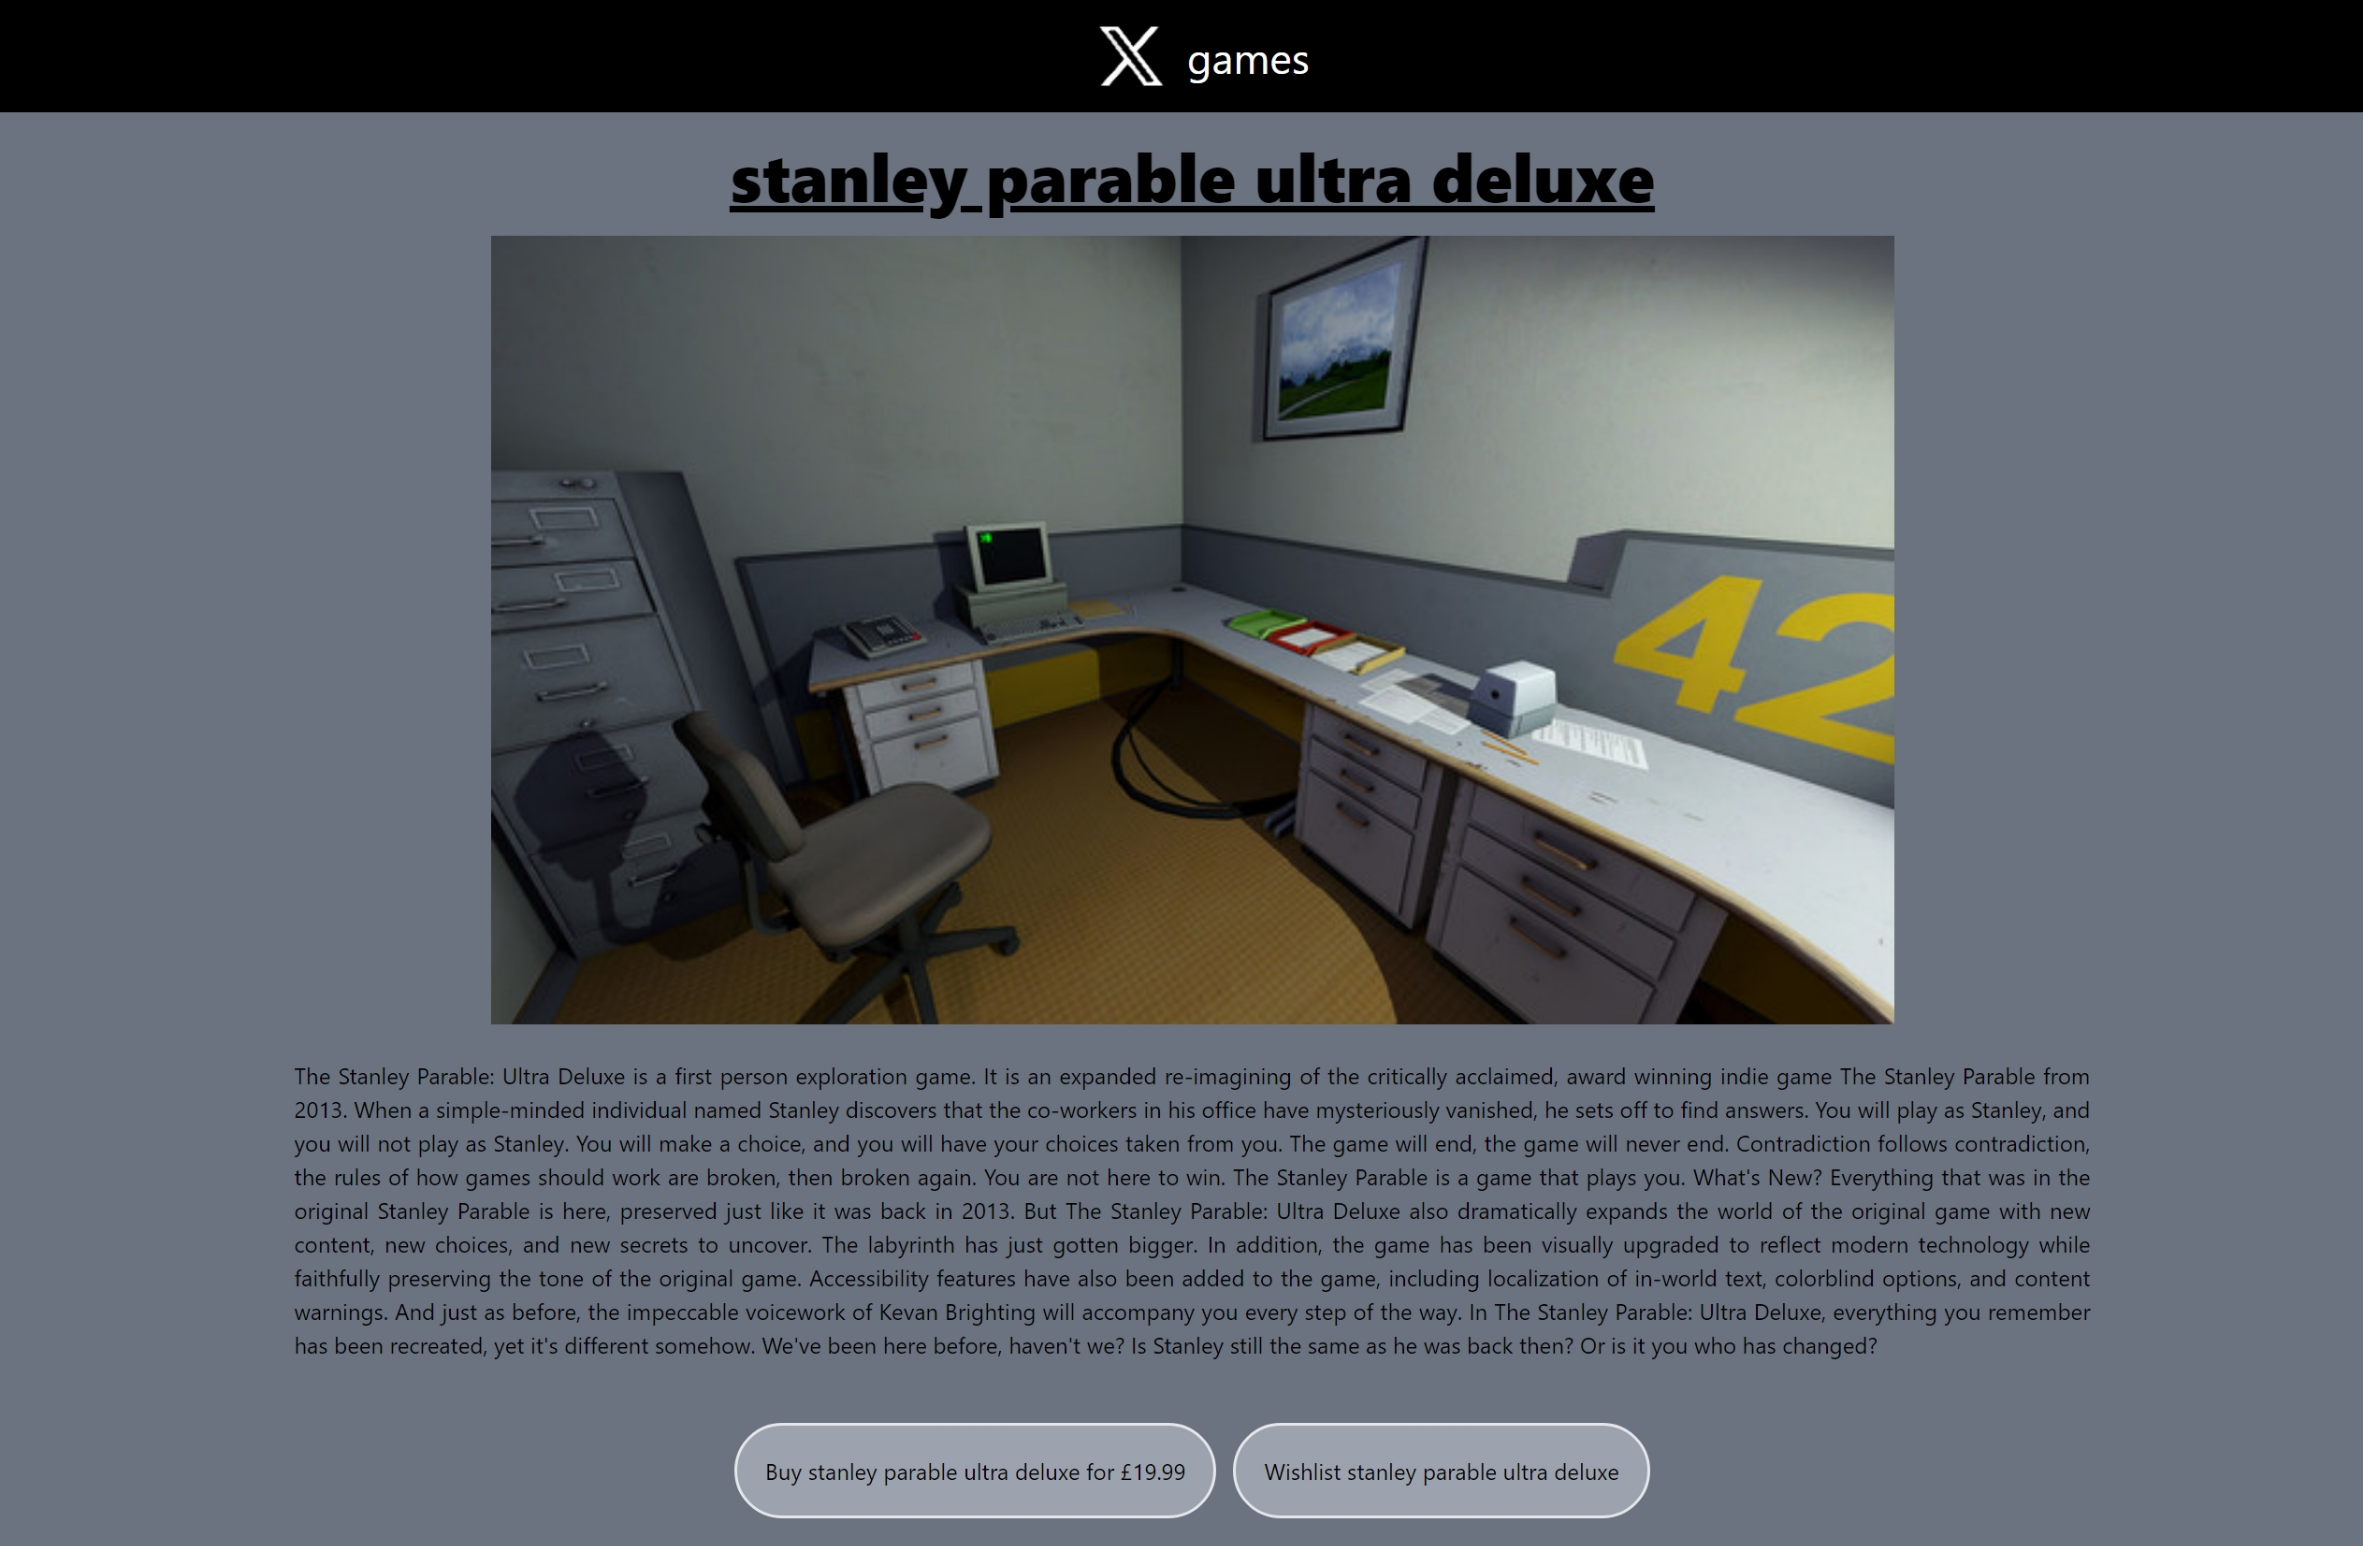 X games
stanley parable ultra deluxe
42
The Stanley Parable: Ultra Deluxe is a first person exploration game. It is an expanded re-imagining of the critically acclaimed, award winning indie game The Stanley Parable from
2013. When a simple-minded individual named Stanley discovers that the co-workers in his office have mysteriously vanished, he sets off to find answers. You will play as Stanley, and
you will not play as Stanley. You will make a choice, and you will have your choices taken from you. The game will end, the game will never end. Contradiction follows contradiction,
the rules of how games should work are broken, then broken again. You are not here to win. The Stanley Parable is a game that plays you. What's New? Everything that was in the
original Stanley Parable is here, preserved just like it was back in 2013. But The Stanley Parable: Ultra Deluxe also dramatically expands the world of the original game with new
content, new choices, and new secrets to uncover. The labyrinth has just gotten bigger. In addition, the game has been visually upgraded to reflect modern technology while
faithfully preserving the tone of the original game. Accessibility features have also been added to the game, including localization of in-world text, colorblind options, and content
warnings. And just as before, the impeccable voicework of Kevan Brighting will accompany you every step of the way. In The Stanley Parable: Ultra Deluxe, everything you remember
has been recreated, yet it's different somehow. We've been here before, haven't we? Is Stanley still the same as he was back then? Or is it you who has changed?
Buy stanley parable ultra deluxe for £19.99
Wishlist stanley parable ultra deluxe